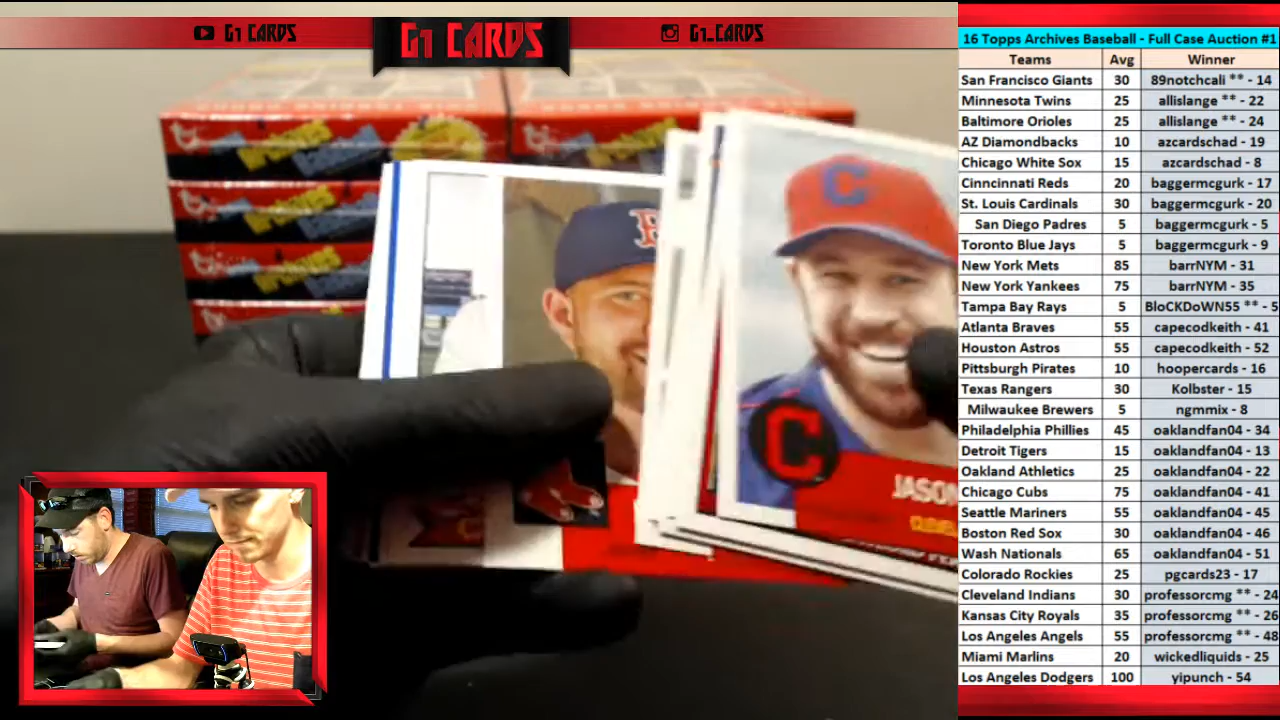 G1 CARDS
G1 CARDS
G1_CARDS
C
C
JASON
16 Topps Archives Baseball - Full Case Auction #1
Teams Avg Winner
San Francisco Giants 30 89notchcali ** - 14
Minnesota Twins 25 allislange ** - 22
Baltimore Orioles 25 allislange ** - 24
AZ Diamondbacks 10 azcardschad - 19
Chicago White Sox 15 azcardschad - 8
Cinncinnati Reds 20 baggermcgurk - 17
St. Louis Cardinals 30 baggermcgurk - 20
San Diego Padres 5 baggermcgurk - 5
Toronto Blue Jays 5 baggermcgurk - 9
New York Mets 85 barrNYM - 31
New York Yankees 75 barrNYM - 35
Tampa Bay Rays 5 BloCKDoWN55 ** - 5
Atlanta Braves 55 capecodkeith - 41
Houston Astros 55 capecodkeith - 52
Pittsburgh Pirates 10 hoopercards - 16
Texas Rangers 30 Kolbster - 15
Milwaukee Brewers 5 ngmmix - 8
Philadelphia Phillies 45 oaklandfan04 - 34
Detroit Tigers 15 oaklandfan04 - 13
Oakland Athletics 25 oaklandfan04 - 22
Chicago Cubs 75 oaklandfan04 - 41
Seattle Mariners 55 oaklandfan04 - 45
Boston Red Sox 30 oaklandfan04 - 46
Wash Nationals 65 oaklandfan04 - 51
Colorado Rockies 25 pgcards23 - 17
Cleveland Indians 30 professorcmg ** - 24
Kansas City Royals 35 professorcmg ** - 26
Los Angeles Angels 55 professorcmg ** - 48
Miami Marlins 20 wickedliquids - 25
Los Angeles Dodgers 100 yipunch - 54